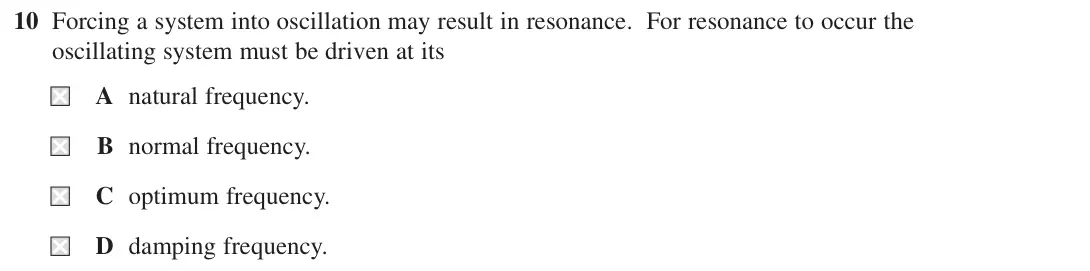 10 Forcing a system into oscillation may result in resonance. For resonance to occur the
oscillating system must be driven at its
A natural frequency.
B normal frequency.
C optimum frequency.
D damping frequency.